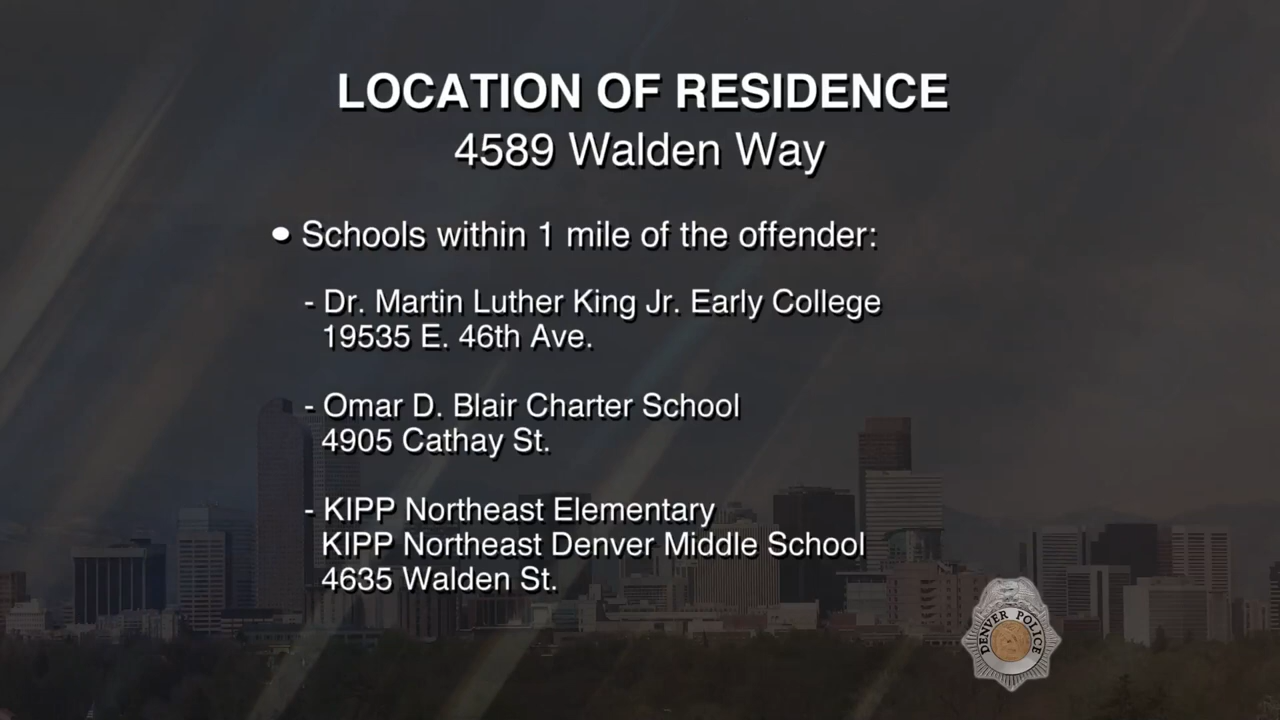 LOCATION OF RESIDENCE
4589 Walden Way
• Schools within 1 mile of the offender:
- Dr. Martin Luther King Jr. Early College
19535 E. 46th Ave.
- Omar D. Blair Charter School
4905 Cathay St.
- KIPP Northeast Elementary
KIPP Northeast Denver Middle School
4635 Walden St.
DENVER POLICE